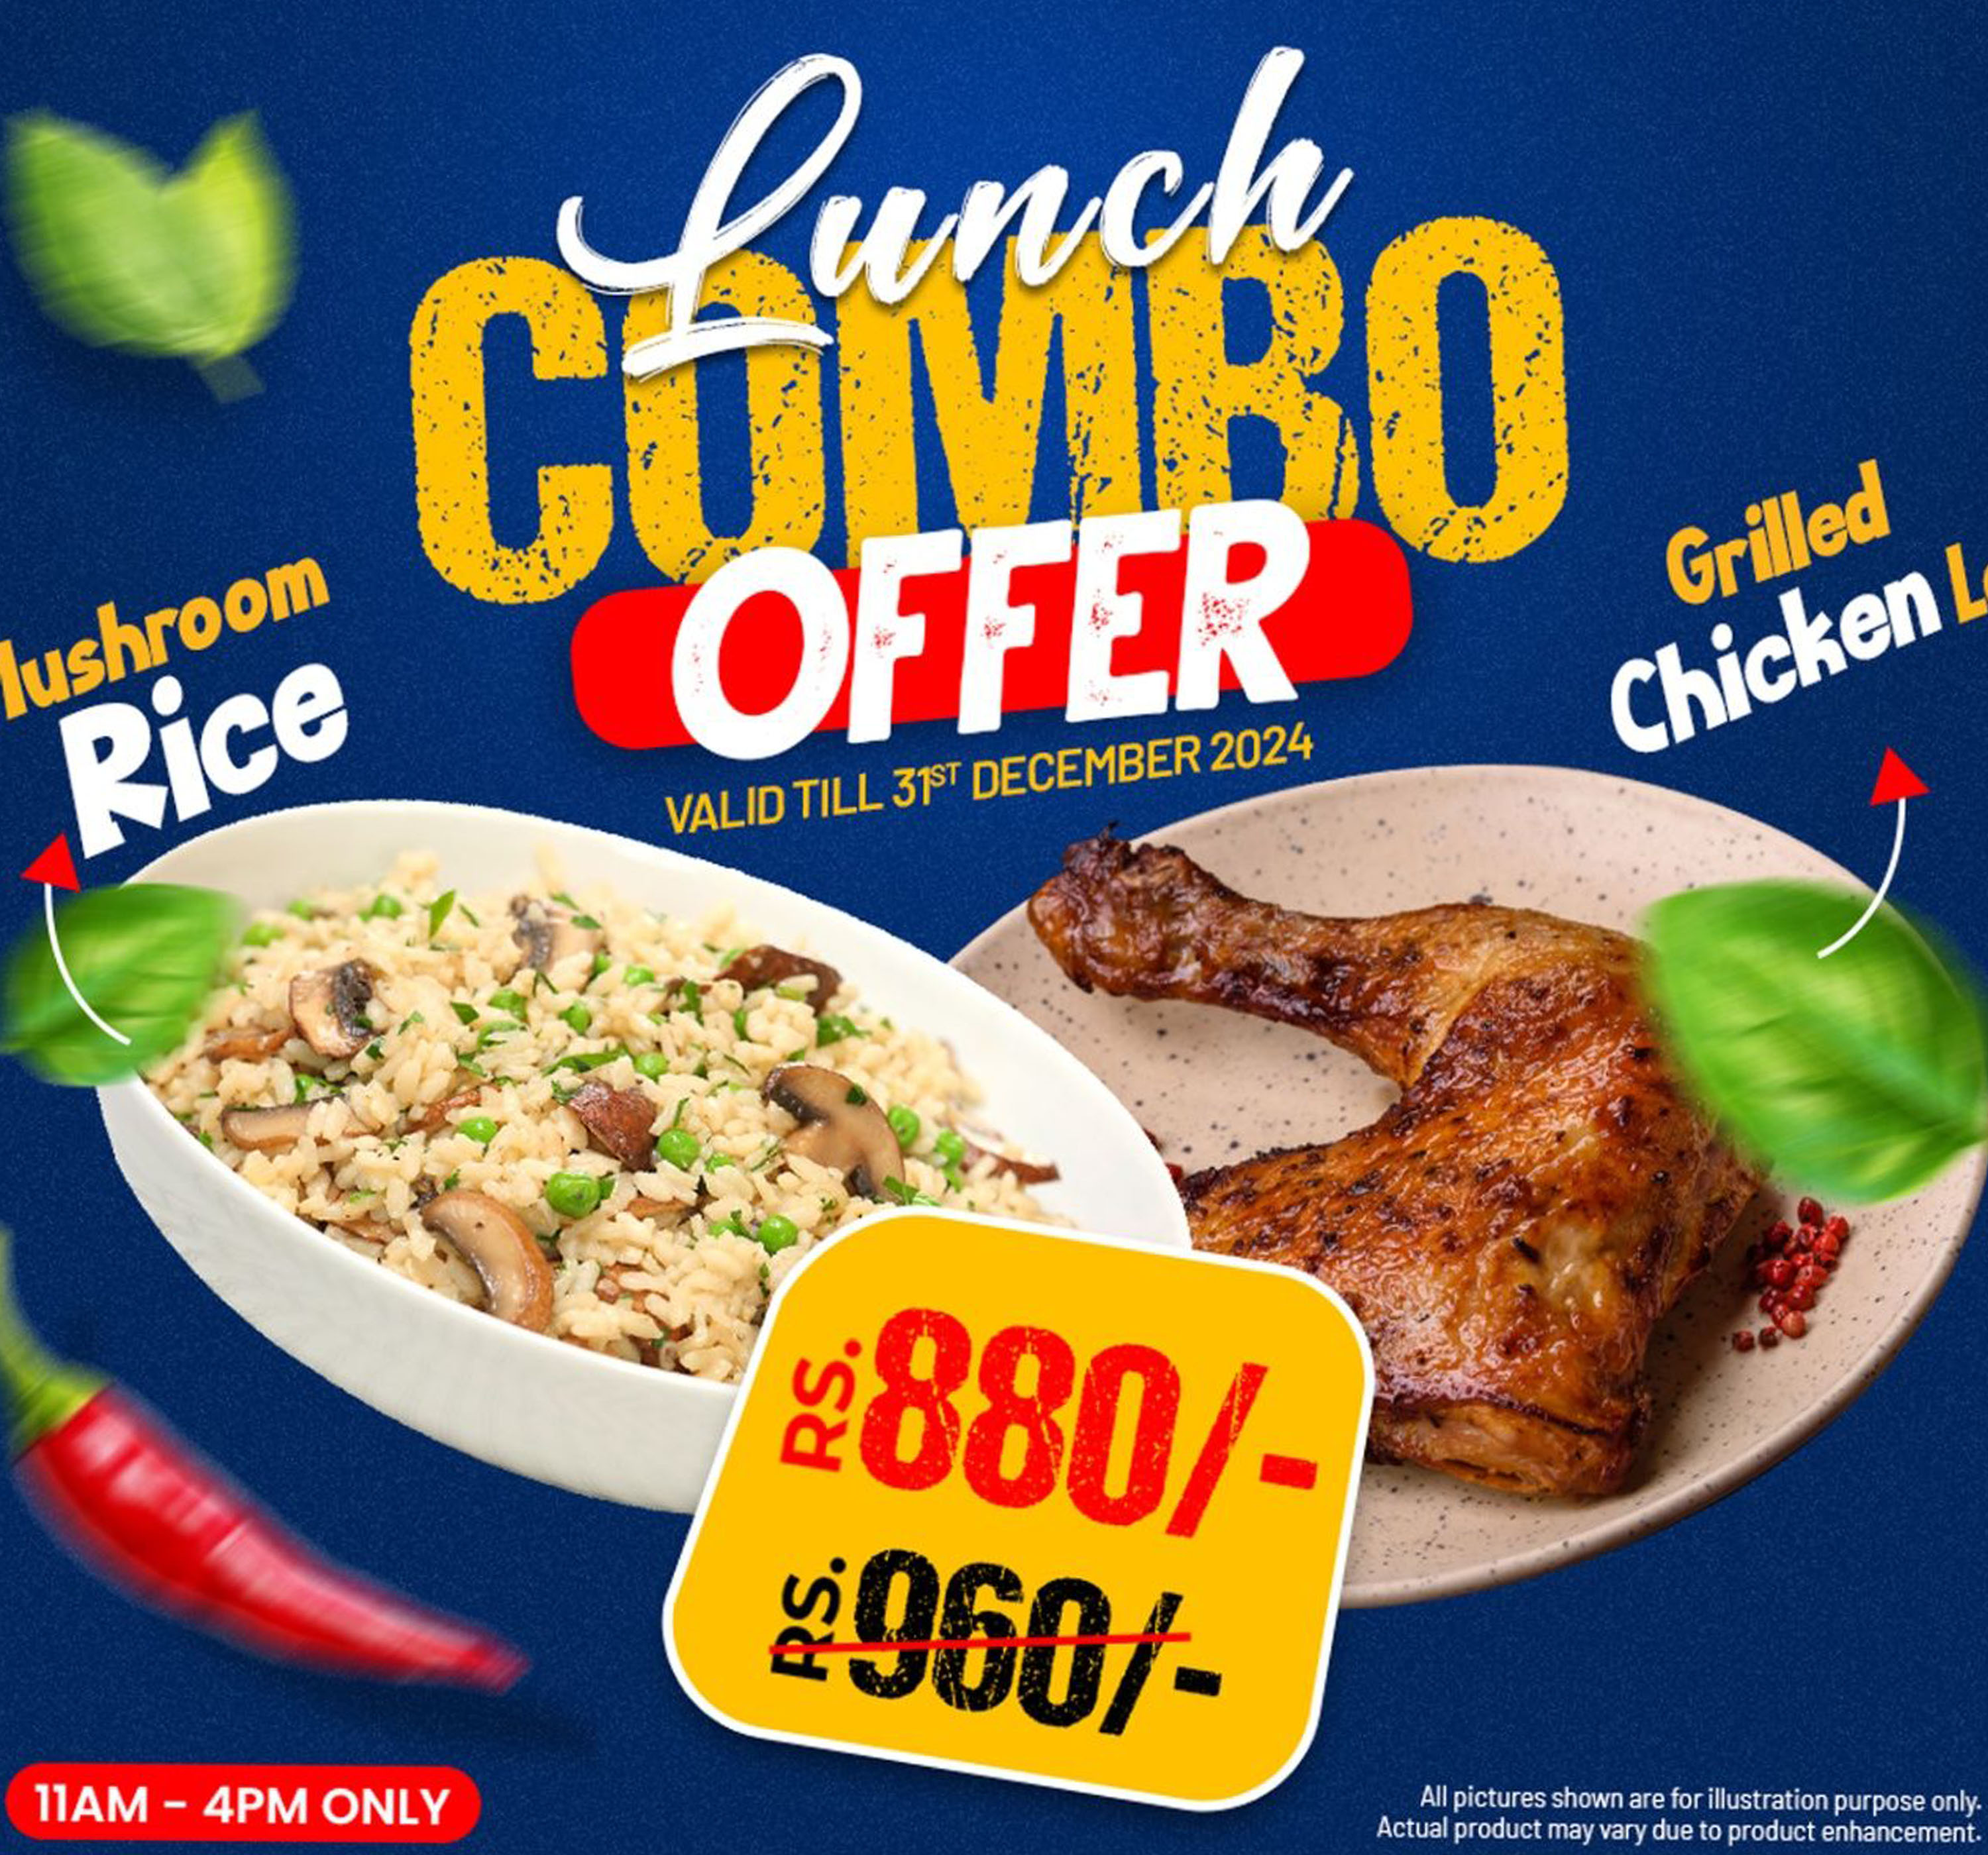 Lunch
COMBO
OFFER
VALID TILL 31ST DECEMBER 2024
ushroom
Rice
Grilled
Chicken
RS.880/-
RS.960/-
11AM - 4PM ONLY
All pictures shown are for illustration purpose only.
Actual product may vary due to product enhancement.